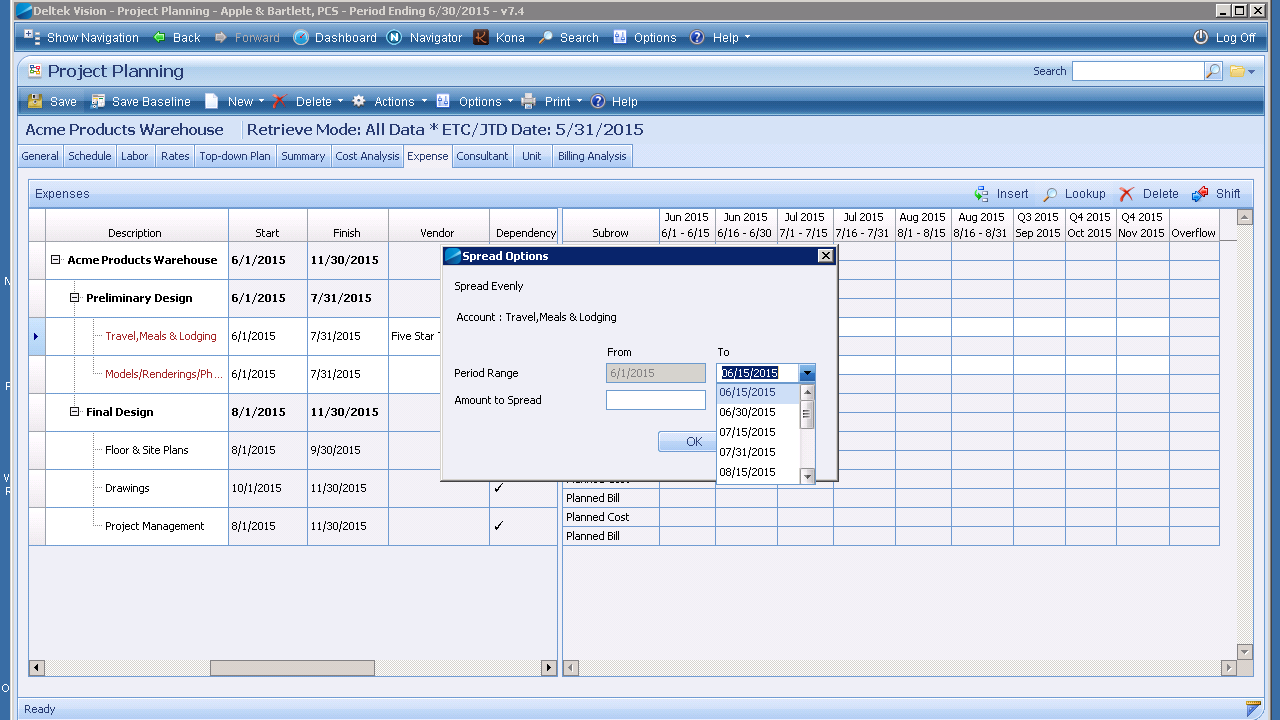 Deltek Vision - Project Planning - Apple & Bartlett, PCS - Period Ending 6/30/2015 - v7.4
Show Navigation Back Forward Dashboard Navigator Kona Search Options Help Log Off
Project Planning Search
Save Save Baseline New Delete Actions Options Print Help
Acme Products Warehouse Retrieve Mode: All Data * ETC/JTD Date: 5/31/2015
General Schedule Labor Rates Top-down Plan Summary Cost Analysis Expense Consultant Unit Billing Analysis
Expenses Insert Lookup Delete Shift
Jun 2015 Jun 2015 Jul 2015 Jul 2015 Aug 2015 Aug 2015 Q3 2015 Q4 2015 Q4 2015
Description Start Finish Vendor Dependency Subrow 6/1 - 6/15 6/16 - 6/30 7/1 - 7/15 7/16 - 7/31 8/1 - 8/15 8/16 - 8/31 Sep 2015 Oct 2015 Nov 2015 Overflow
Acme Products Warehouse 6/1/2015 11/30/2015
Preliminary Design 6/1/2015 7/31/2015
Travel,Meals & Lodging 6/1/2015 7/31/2015 Five Star
Models/Renderings/Ph ... 6/1/2015 7/31/2015
Final Design 8/1/2015 11/30/2015
Floor & Site Plans 8/1/2015 9/30/2015
Drawings 10/1/2015 11/30/2015 ✓
Planned Bill
Project Management 8/1/2015 11/30/2015 ✓
Planned Cost
Planned Bill
Spread Options
Spread Evenly
Account : Travel,Meals & Lodging
From To
Period Range 6/1/2015 06/15/2015
Amount to Spread
OK
06/15/2015
06/30/2015
07/15/2015
07/31/2015
08/15/2015
Ready